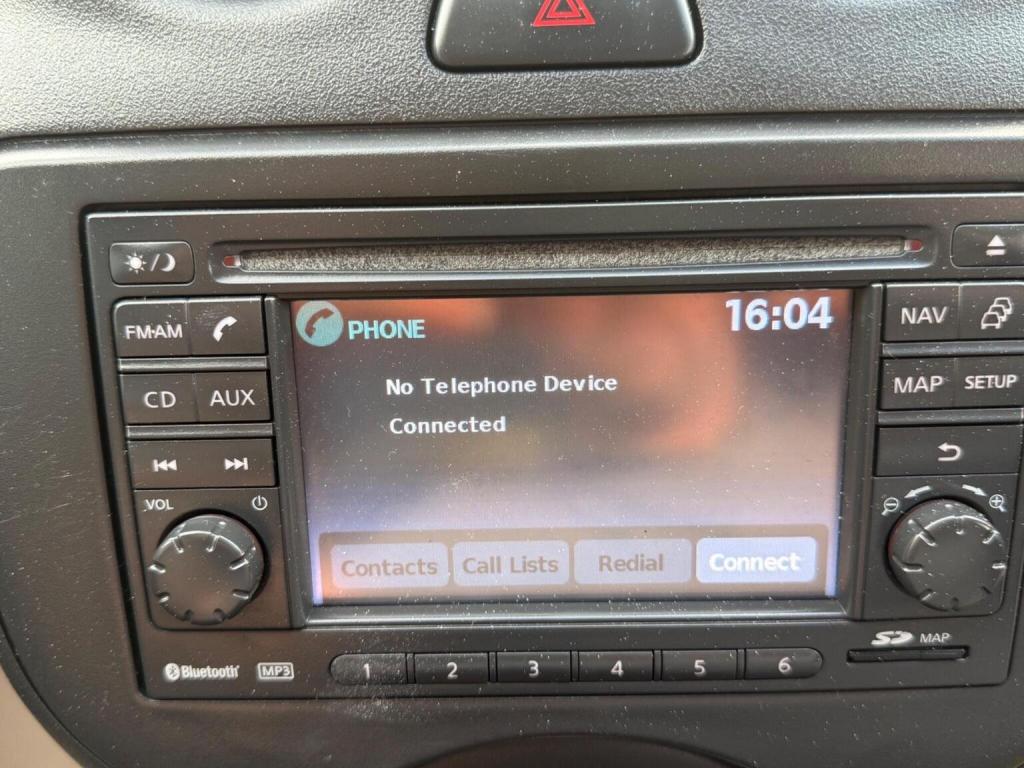 FM·AM
CD
AUX
VOL
PHONE
16:04
No Telephone Device
Connected
Contacts
Call Lists
Redial
Connect
NAV
MAP
SETUP
Bluetooth
MP3
1
2
3
4
5
6
SD
MAP